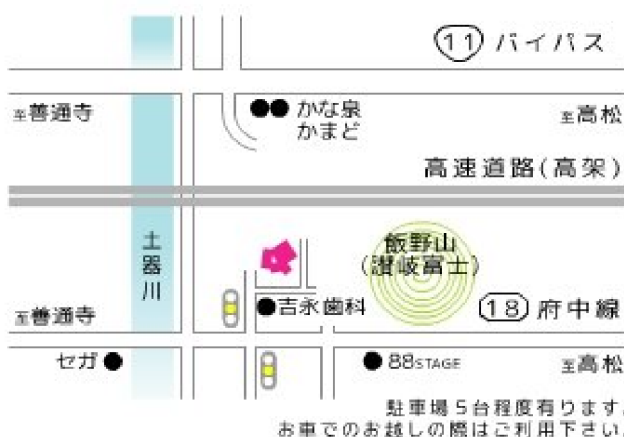 11 バイパス
至善通寺
かな泉
かまど
至高松
高速道路(高架)
土器川
飯野山
(讃岐富士)
吉永歯科
18 府中線
至善通寺
セガ
88STAGE
至高松
駐車場5台程度有ります。
お車でのお越しの際はご利用下さい。